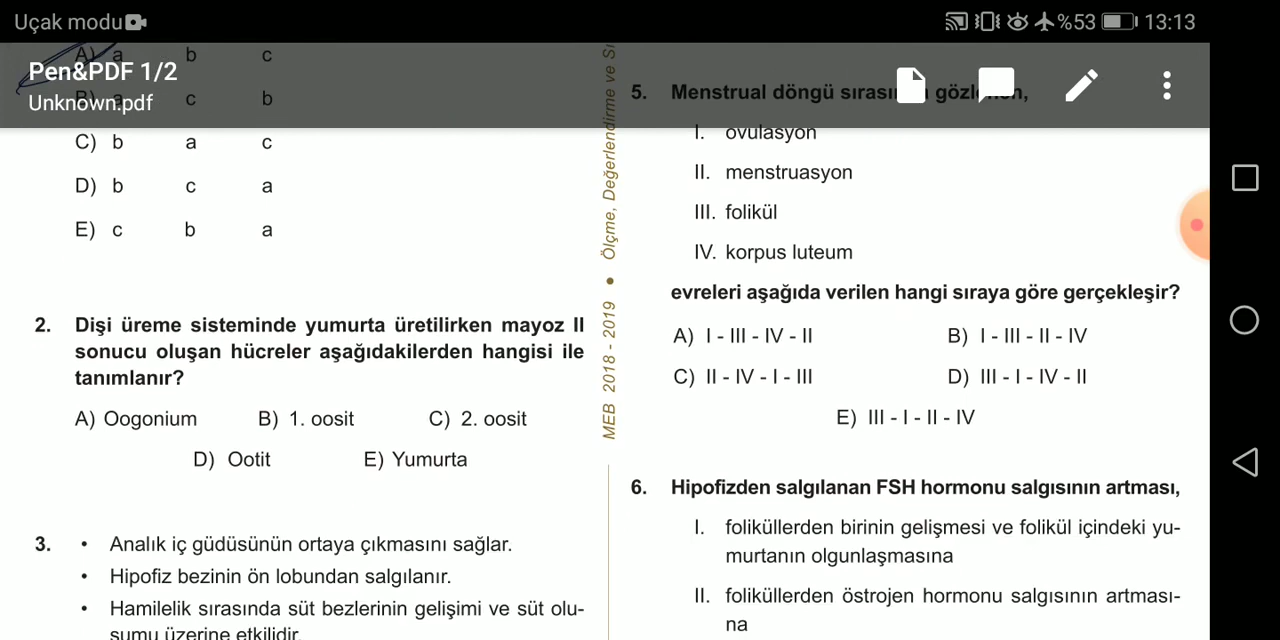 Uçak modu
%53 13:13
Pen&PDF 1/2
Unknown.pdf
A) a b c
B) a c b
C) b a c
D) b c a
E) c b a
2. Dişi üreme sisteminde yumurta üretilirken mayoz II
sonucu oluşan hücreler aşağıdakilerden hangisi ile
tanımlanır?
A) Oogonium B) 1. oosit C) 2. oosit
D) Ootit E) Yumurta
3. • Analık iç güdüsünün ortaya çıkmasını sağlar.
• Hipofiz bezinin ön lobundan salgılanır.
• Hamilelik sırasında süt bezlerinin gelişimi ve süt olu-
şumu üzerine etkilidir.
MEB 2018 - 2019 • Ölçme, Değerlendirme ve
5. Menstrual döngü
I. ovulasyon
II. menstruasyon
III. folikül
IV. korpus luteum
evreleri aşağıda verilen hangi sıraya göre gerçekleşir?
A) I - III - IV - II B) I - III - II - IV
C) II - IV - I - III D) III - I - IV - II
E) III - I - II - IV
6. Hipofizden salgılanan FSH hormonu salgısının artması,
I. foliküllerden birinin gelişmesi ve folikül içindeki yu-
murtanın olgunlaşmasına
II. foliküllerden östrojen hormonu salgısının artması-
na